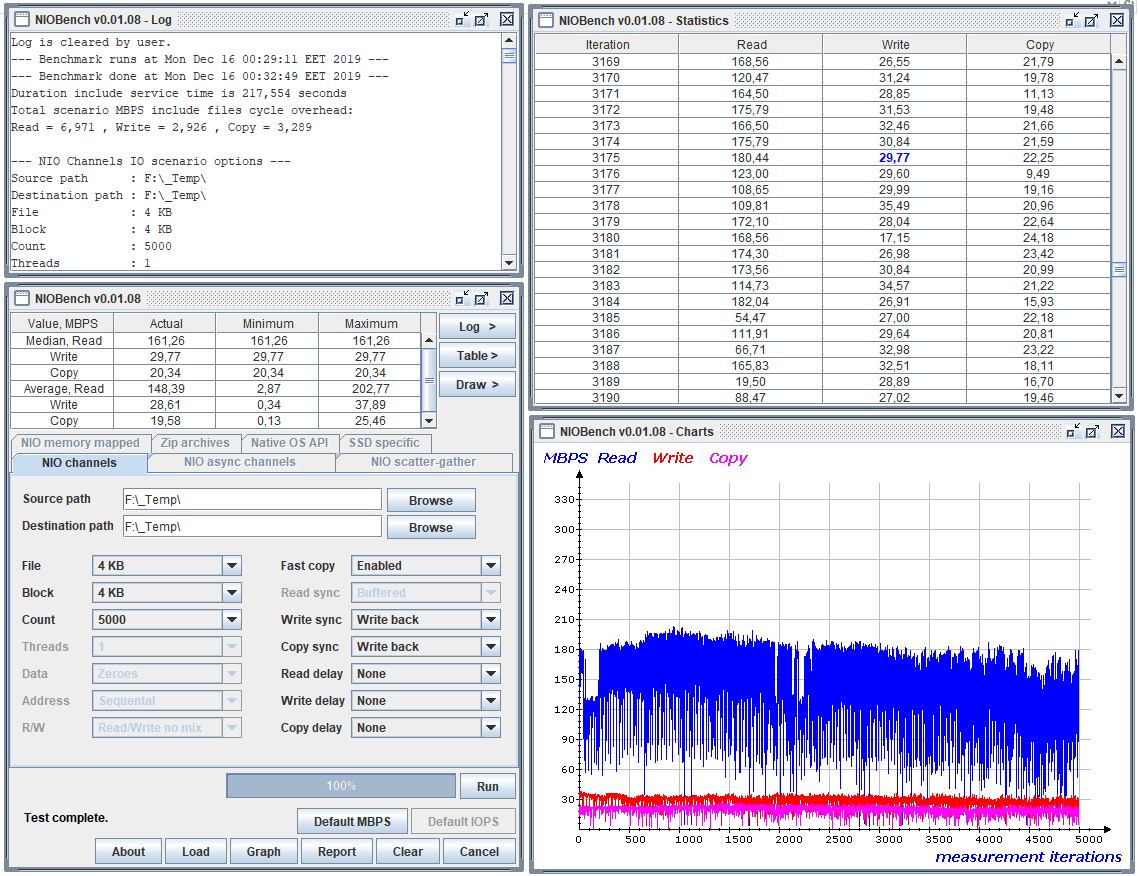 NIOBench v0.01.08 - Log
Log is cleared by user.
--- Benchmark runs at Mon Dec 16 00:29:11 EET 2019 ---
--- Benchmark done at Mon Dec 16 00:32:49 EET 2019 ---
Duration include service time is 217,554 seconds
Total scenario MBPS include files cycle overhead:
Read = 6,971 , Write = 2,926 , Copy = 3,289
--- NIO Channels IO scenario options ---
Source path : F:\_Temp\
Destination path : F:\_Temp\
File : 4 KB
Block : 4 KB
Count : 5000
Threads : 1
NIOBench v0.01.08 - Statistics
Iteration Read Write Copy
3169 168,56 26,55 21,79
3170 120,47 31,24 19,78
3171 164,50 28,85 11,13
3172 175,79 31,53 19,48
3173 166,50 32,46 21,66
3174 175,79 30,84 21,59
3175 180,44 29,77 22,25
3176 123,00 29,60 9,49
3177 108,65 29,99 19,16
3178 109,81 35,49 20,96
3179 172,10 28,04 22,64
3180 168,56 17,15 24,18
3181 174,30 26,98 23,42
3182 173,56 30,84 20,99
3183 114,73 34,57 21,22
3184 182,04 26,91 15,93
3185 54,47 27,00 22,18
3186 111,91 29,64 20,81
3187 66,71 32,98 23,22
3188 165,83 32,51 18,11
3189 19,50 28,89 16,70
3190 88,47 27,02 19,46
NIOBench v0.01.08
Value, MBPS Actual Minimum Maximum
Median, Read 161,26 161,26 161,26
Write 29,77 29,77 29,77
Copy 20,34 20,34 20,34
Average, Read 148,39 2,87 202,77
Write 28,61 0,34 37,89
Copy 19,58 0,13 25,46
Log >
Table >
Draw >
NIO memory mapped Zip archives Native OS API SSD specific
NIO channels NIO async channels NIO scatter-gather
Source path F:\_Temp\ Browse
Destination path F:\_Temp\ Browse
File 4 KB Fast copy Enabled
Block 4 KB Read sync Buffered
Count 5000 Write sync Write back
Threads 1 Copy sync Write back
Data Zeroes Read delay None
Address Sequential Write delay None
R/W Read/Write no mix Copy delay None
100% Run
Test complete. Default MBPS Default IOPS
About Load Graph Report Clear Cancel
NIOBench v0.01.08 - Charts
MBPS Read Write Copy
330
300
270
240
210
180
150
120
90
60
30
0 500 1000 1500 2000 2500 3000 3500 4000 4500 5000
measurement iterations